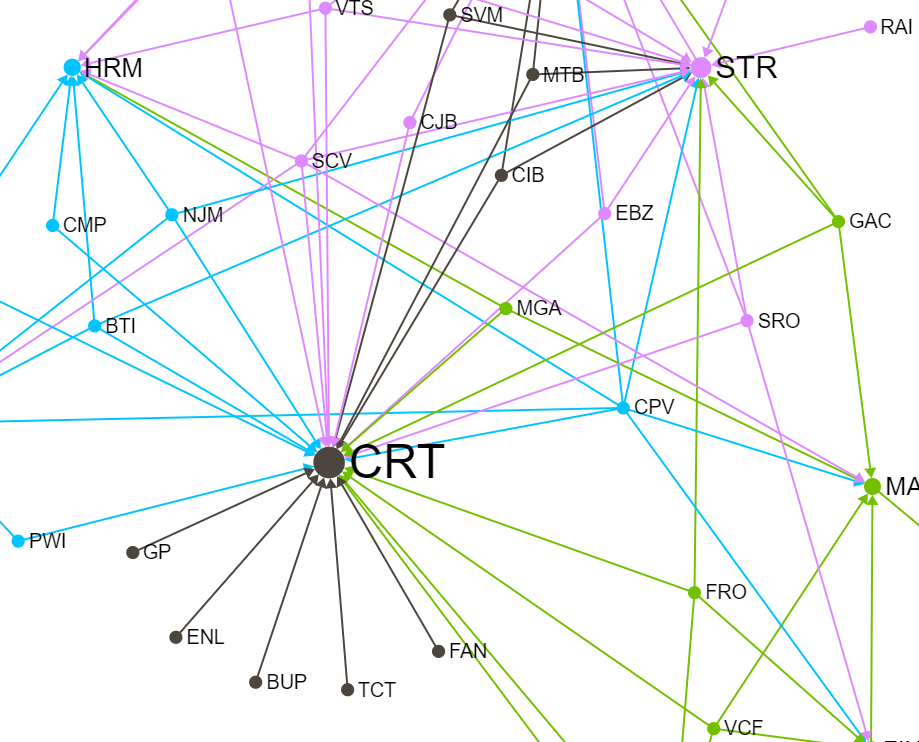 VTS
SVM
RAI
HRM
STR
MTB
CJB
SCV
CIB
NJM
EBZ
CMP
GAC
MGA
SRO
BTI
CPV
CRT
MA
PWI
GP
FRO
ENL
FAN
BUP
TCT
VCF